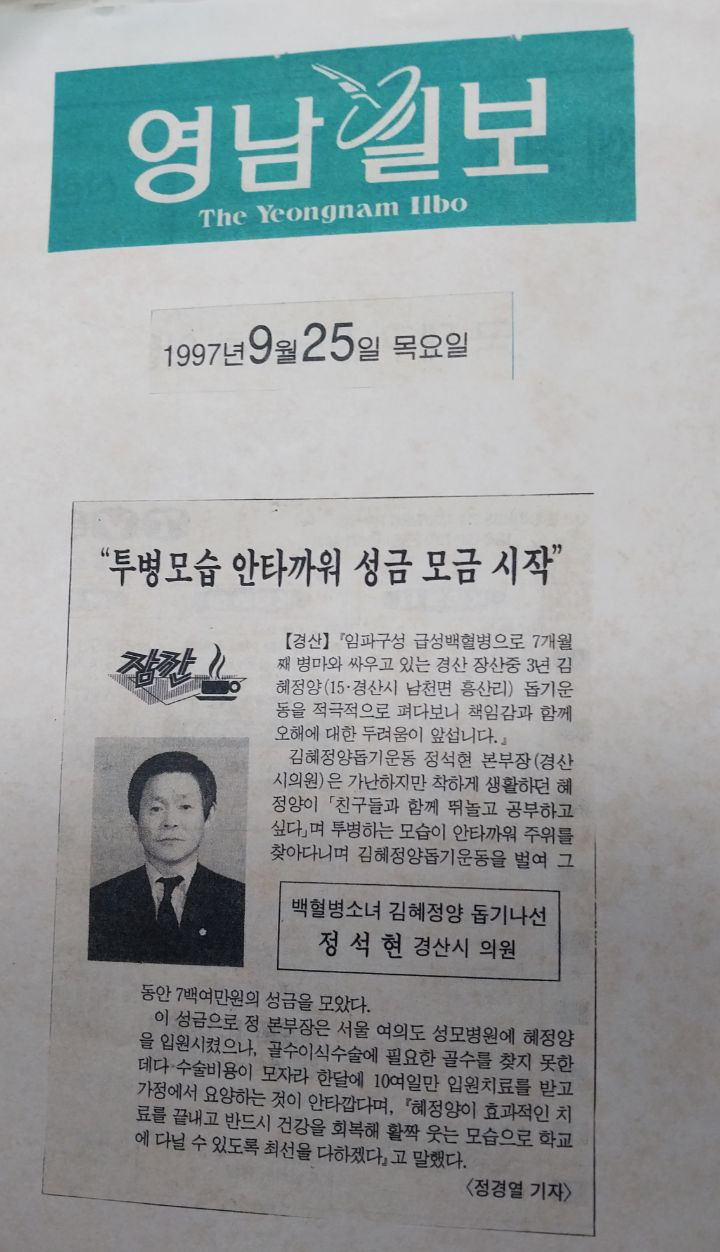 영남일보
The Yeongnam Ilbo
1997년9월25일 목요일
“투병모습 안타까워 성금 모금 시작”
잠깐
【경산】『임파구성 급성백혈병으로 7개월
째 병마와 싸우고 있는 경산 장산중 3년 김
혜정양(15·경산시 남천면 흥산리) 돕기운
동을 적극적으로 펴다보니 책임감과 함께
오해에 대한 두려움이 앞섭니다.』
김혜정양돕기운동 정석현 본부장(경산
시의원)은 가난하지만 착하게 생활하던 혜
정양이 「친구들과 함께 뛰놀고 공부하고
싶다」며 투병하는 모습이 안타까워 주위를
찾아다니며 김혜정양돕기운동을 벌여 그
백혈병소녀 김혜정양 돕기나선
정석현 경산시 의원
동안 7백여만원의 성금을 모았다.
이 성금으로 정 본부장은 서울 여의도 성모병원에 혜정양
을 입원시켰으나, 골수이식수술에 필요한 골수를 찾지 못한
데다 수술비용이 모자라 한달에 10여일만 입원치료를 받고
가정에서 요양하는 것이 안타깝다며, 『혜정양이 효과적인 치
료를 끝내고 반드시 건강을 회복해 활짝 웃는 모습으로 학교
에 다닐 수 있도록 최선을 다하겠다』고 말했다.
〈정경열 기자〉